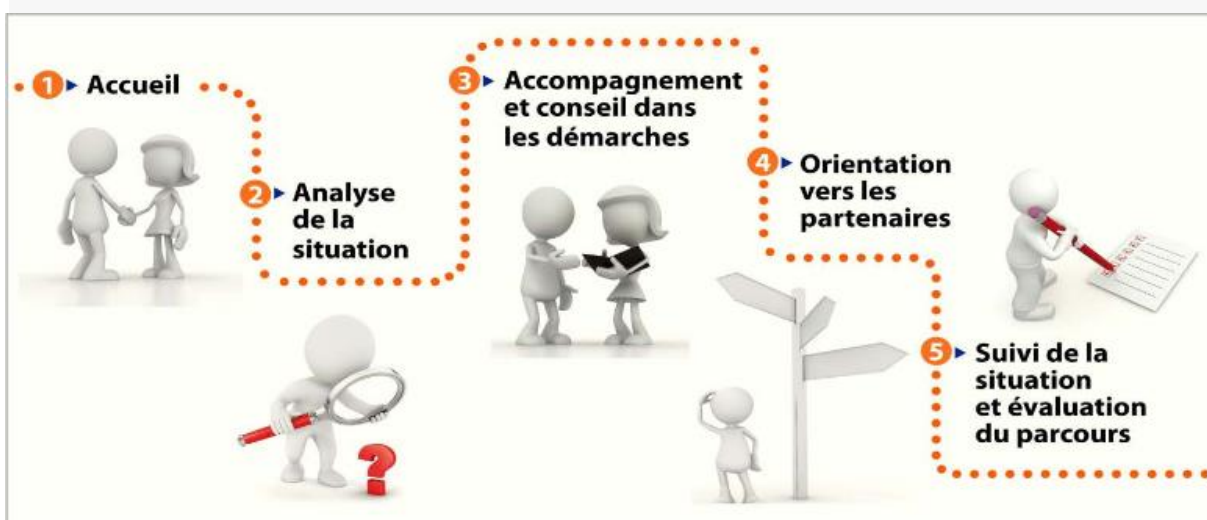 1 Accueil
2 Analyse
de la
situation
3 Accompagnement
et conseil dans
les démarches
4 Orientation
vers les
partenaires
5 Suivi de la
situation
et évaluation
du parcours
?